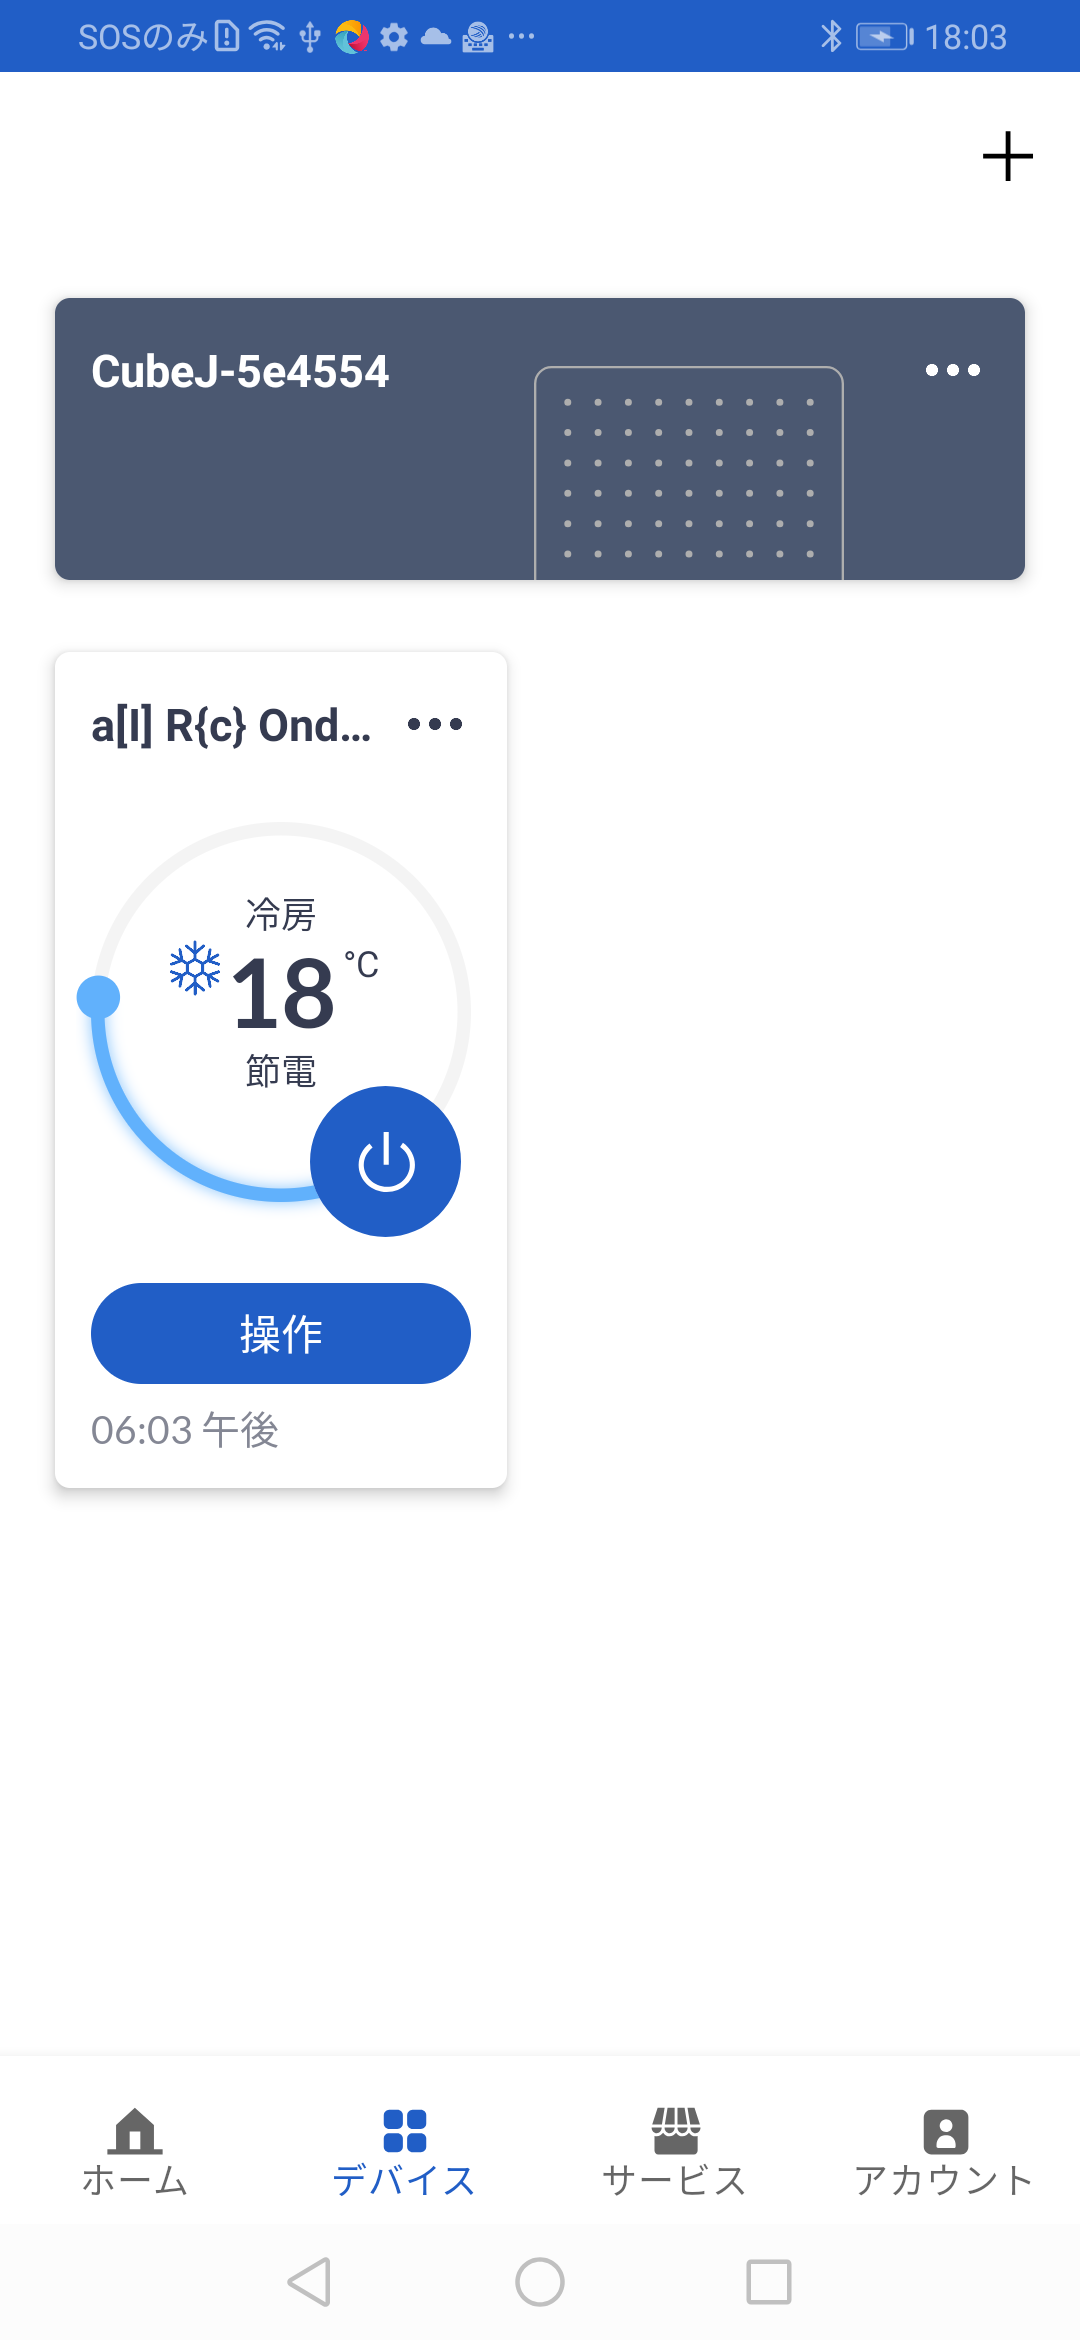 SOSのみ 18:03
CubeJ-5e4554
a[l] R{c} Ond...
冷房
18 °C
節電
操作
06:03 午後
ホーム デバイス サービス アカウント